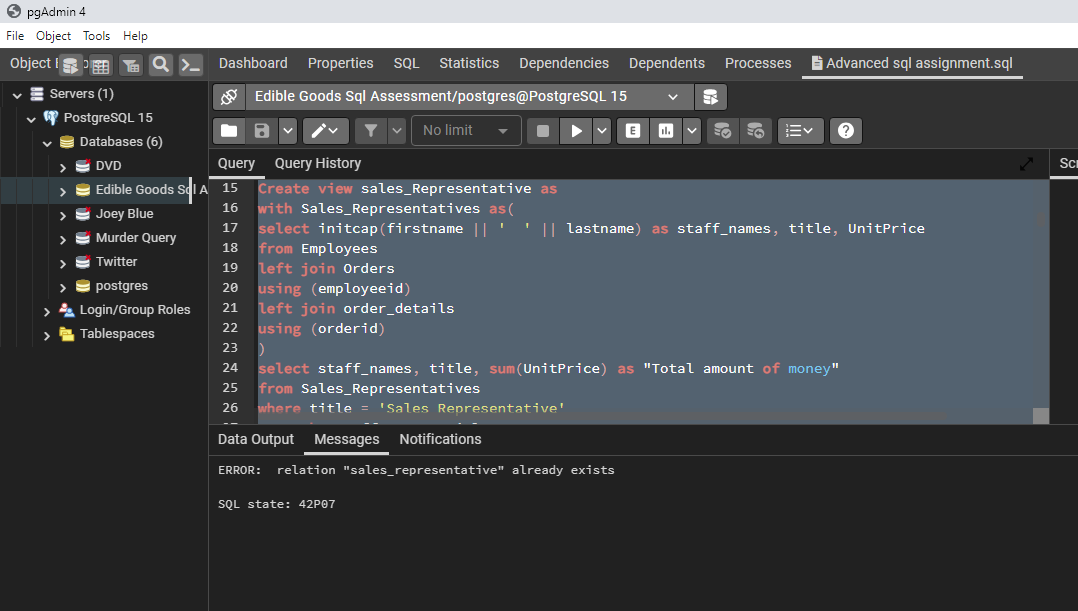 pgAdmin 4
File Object Tools Help
Object
Dashboard Properties SQL Statistics Dependencies Dependents Processes Advanced sql assignment.sql
Servers (1)
PostgreSQL 15
Databases (6)
DVD
Edible Goods Sql A
Joey Blue
Murder Query
Twitter
postgres
Login/Group Roles
Tablespaces
Edible Goods Sql Assessment/postgres@PostgreSQL 15
No limit
E
?
Query Query History
Scr
15 Create view sales_Representative as
16 with Sales_Representatives as(
17 select initcap(firstname || '  ' || lastname) as staff_names, title, UnitPrice
18 from Employees
19 left join Orders
20 using (employeeid)
21 left join order_details
22 using (orderid)
23 )
24 select staff_names, title, sum(UnitPrice) as "Total amount of money"
25 from Sales_Representatives
26 where title = 'Sales Representative'
Data Output Messages Notifications
ERROR:  relation "sales_representative" already exists
SQL state: 42P07